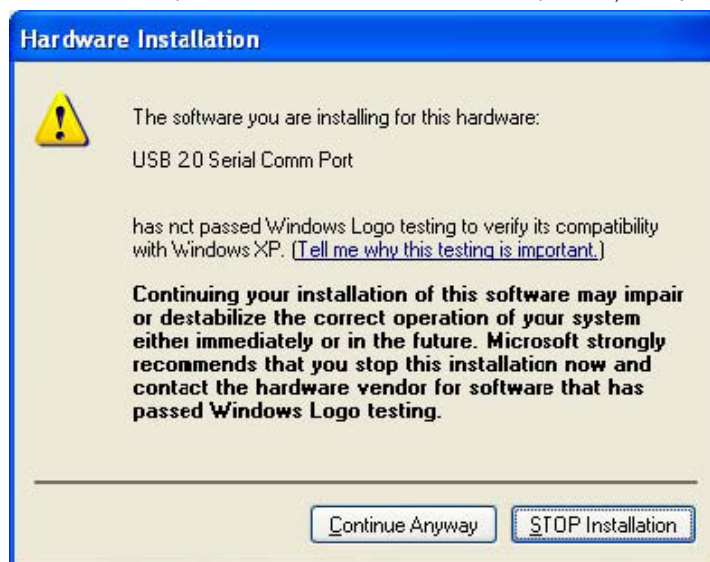 Hardware Installation
The software you are installing for this hardware:
USB 2.0 Serial Comm Port
has not passed Windows Logo testing to verify its compatibility
with Windows XP. (Tell me why this testing is important.)
Continuing your installation of this software may impair
or destabilize the correct operation of your system
either immediately or in the future. Microsoft strongly
recommends that you stop this installation now and
contact the hardware vendor for software that has
passed Windows Logo testing.
Continue Anyway
STOP Installation